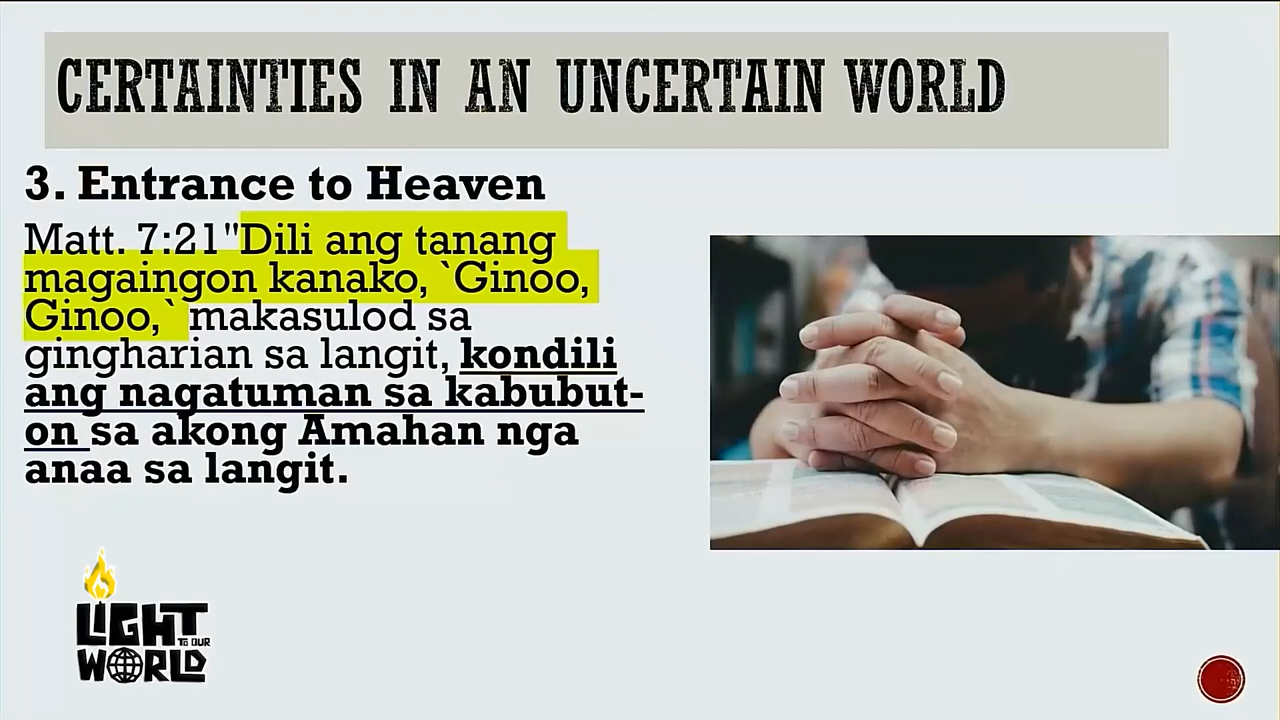 CERTAINTIES IN AN UNCERTAIN WORLD
3. Entrance to Heaven
Matt. 7:21"Dili ang tanang
magaingon kanako, `Ginoo,
Ginoo,` makasulod sa
gingharian sa langit, kondili
ang nagatuman sa kabubut-
on sa akong Amahan nga
anaa sa langit.
LIGHT
TO OUR
WORLD